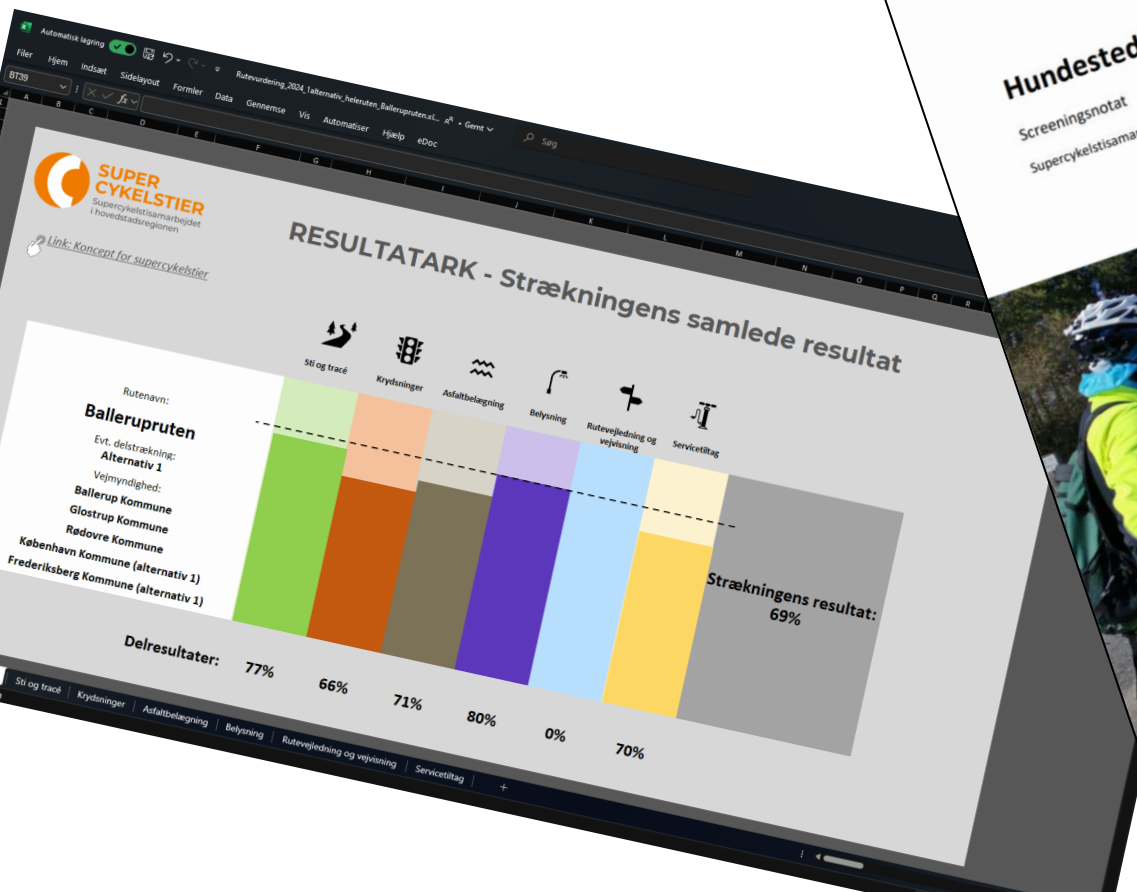 Automatisk lagring
Rutevurdering_2024_1alternativ_heleruten_Ballerupruten.xl... • Gemt
Søg
Filer Hjem Indsæt Sidelayout Formler Data Gennemse Vis Automatiser Hjælp eDoc
BT39
fx
A B C D E F G H I J K L M N O P Q R
SUPER
CYKELSTIER
Supercykelstisamarbejdet
i hovedstadsregionen
Link: Koncept for supercykelstier
RESULTATARK - Strækningens samlede resultat
Sti og tracé
Krydsninger
Asfaltbelægning
Belysning
Rutevejledning og
vejvisning
Servicetiltag
Rutenavn:
Ballerupruten
Evt. delstrækning:
Alternativ 1
Vejmyndighed:
Ballerup Kommune
Glostrup Kommune
Rødovre Kommune
København Kommune (alternativ 1)
Frederiksberg Kommune (alternativ 1)
Strækningens resultat:
69%
Delresultater: 77% 66% 71% 80% 0% 70%
Sti og tracé Krydsninger Asfaltbelægning Belysning Rutevejledning og vejvisning Servicetiltag +
Hundested
Screeningsnotat